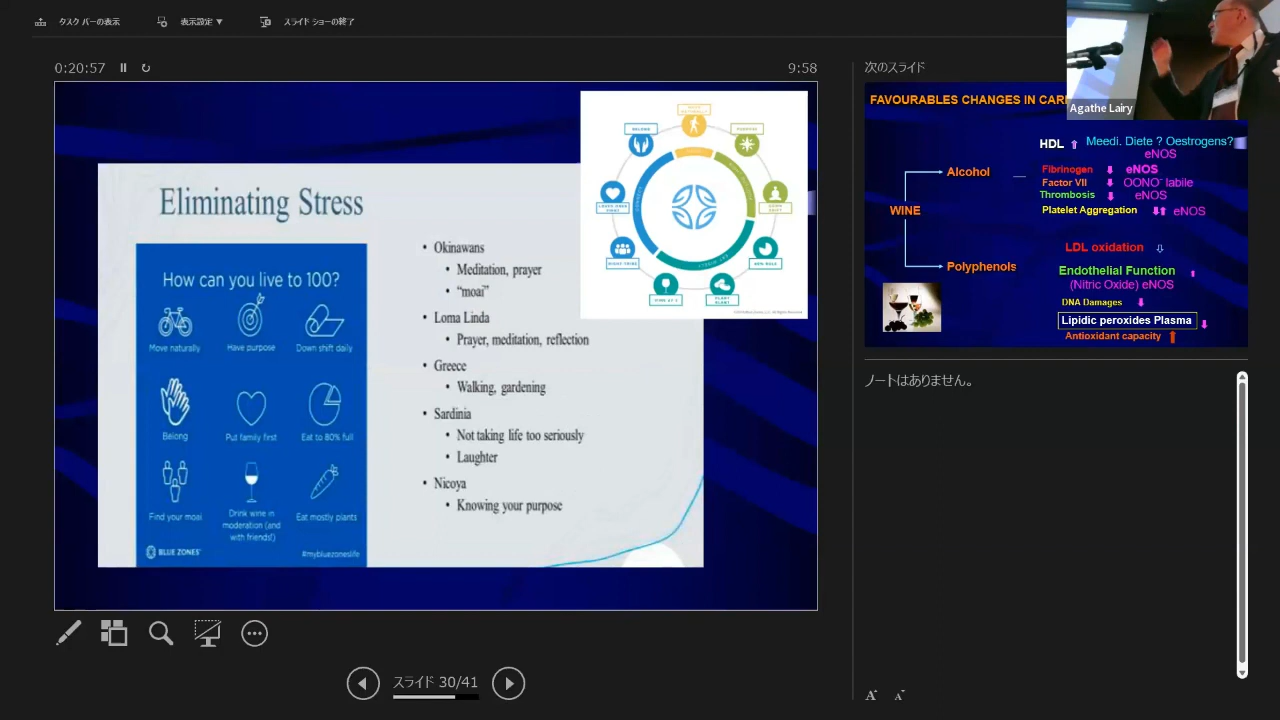 タスク バーの表示
表示設定 ▼
スライド ショーの終了
0:20:57
9:58
Eliminating Stress
How can you live to 100?
Move naturally
Have purpose
Down shift daily
Belong
Put family first
Eat to 80% full
Find your moai
Drink wine in
moderation (and
with friends!)
Eat mostly plants
BLUE ZONES
#mybluezoneslife
• Okinawans
• Meditation, prayer
• “moai”
• Loma Linda
• Prayer, meditation, reflection
• Greece
• Walking, gardening
• Sardinia
• Not taking life too seriously
• Laughter
• Nicoya
• Knowing your purpose
BELONG
PURPOSE
DOWN SHIFT
80% RULE
PLANT SLANT
WINE AT 5
RIGHT TRIBE
LOVED ONES FIRST
スライド 30/41
次のスライド
Agathe Lairy
FAVOURABLES CHANGES IN CAR
WINE
Alcohol
Polyphenols
HDL ⇧ Meedi. Diete ? Oestrogens?
eNOS
Fibrinogen ⬇ eNOS
Factor VII ⬇ OONO⁻ labile
Thrombosis ⬇ eNOS
Platelet Aggregation ⬇⬆ eNOS
LDL oxidation ⇩
Endothelial Function ⬆
(Nitric Oxide) eNOS
DNA Damages ⬇
Lipidic peroxides Plasma ⬇
Antioxidant capacity ⬆
ノートはありません。
A
A